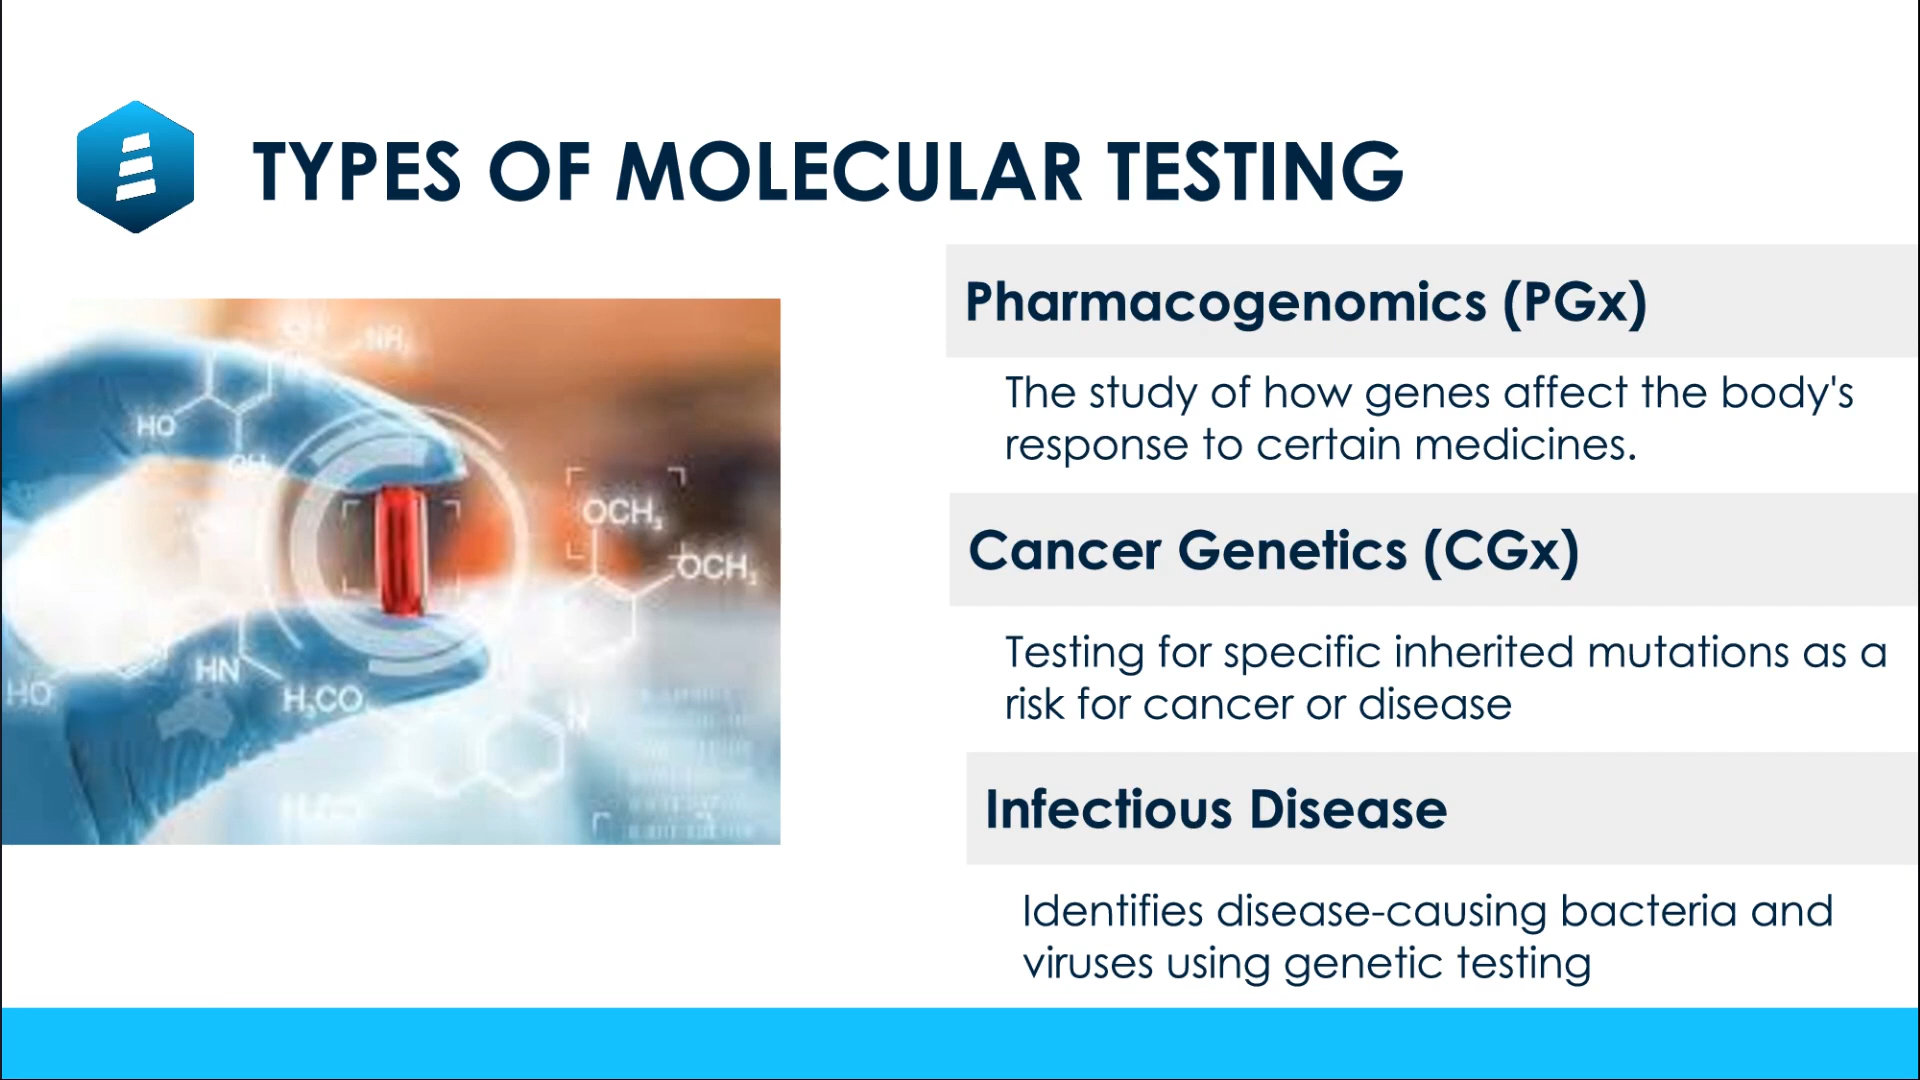 TYPES OF MOLECULAR TESTING
Pharmacogenomics (PGx)
The study of how genes affect the body's
response to certain medicines.
Cancer Genetics (CGx)
Testing for specific inherited mutations as a
risk for cancer or disease
Infectious Disease
Identifies disease-causing bacteria and
viruses using genetic testing
NH₂
HO
OH
OCH₃
OCH₃
HN
HO
H₃CO
N